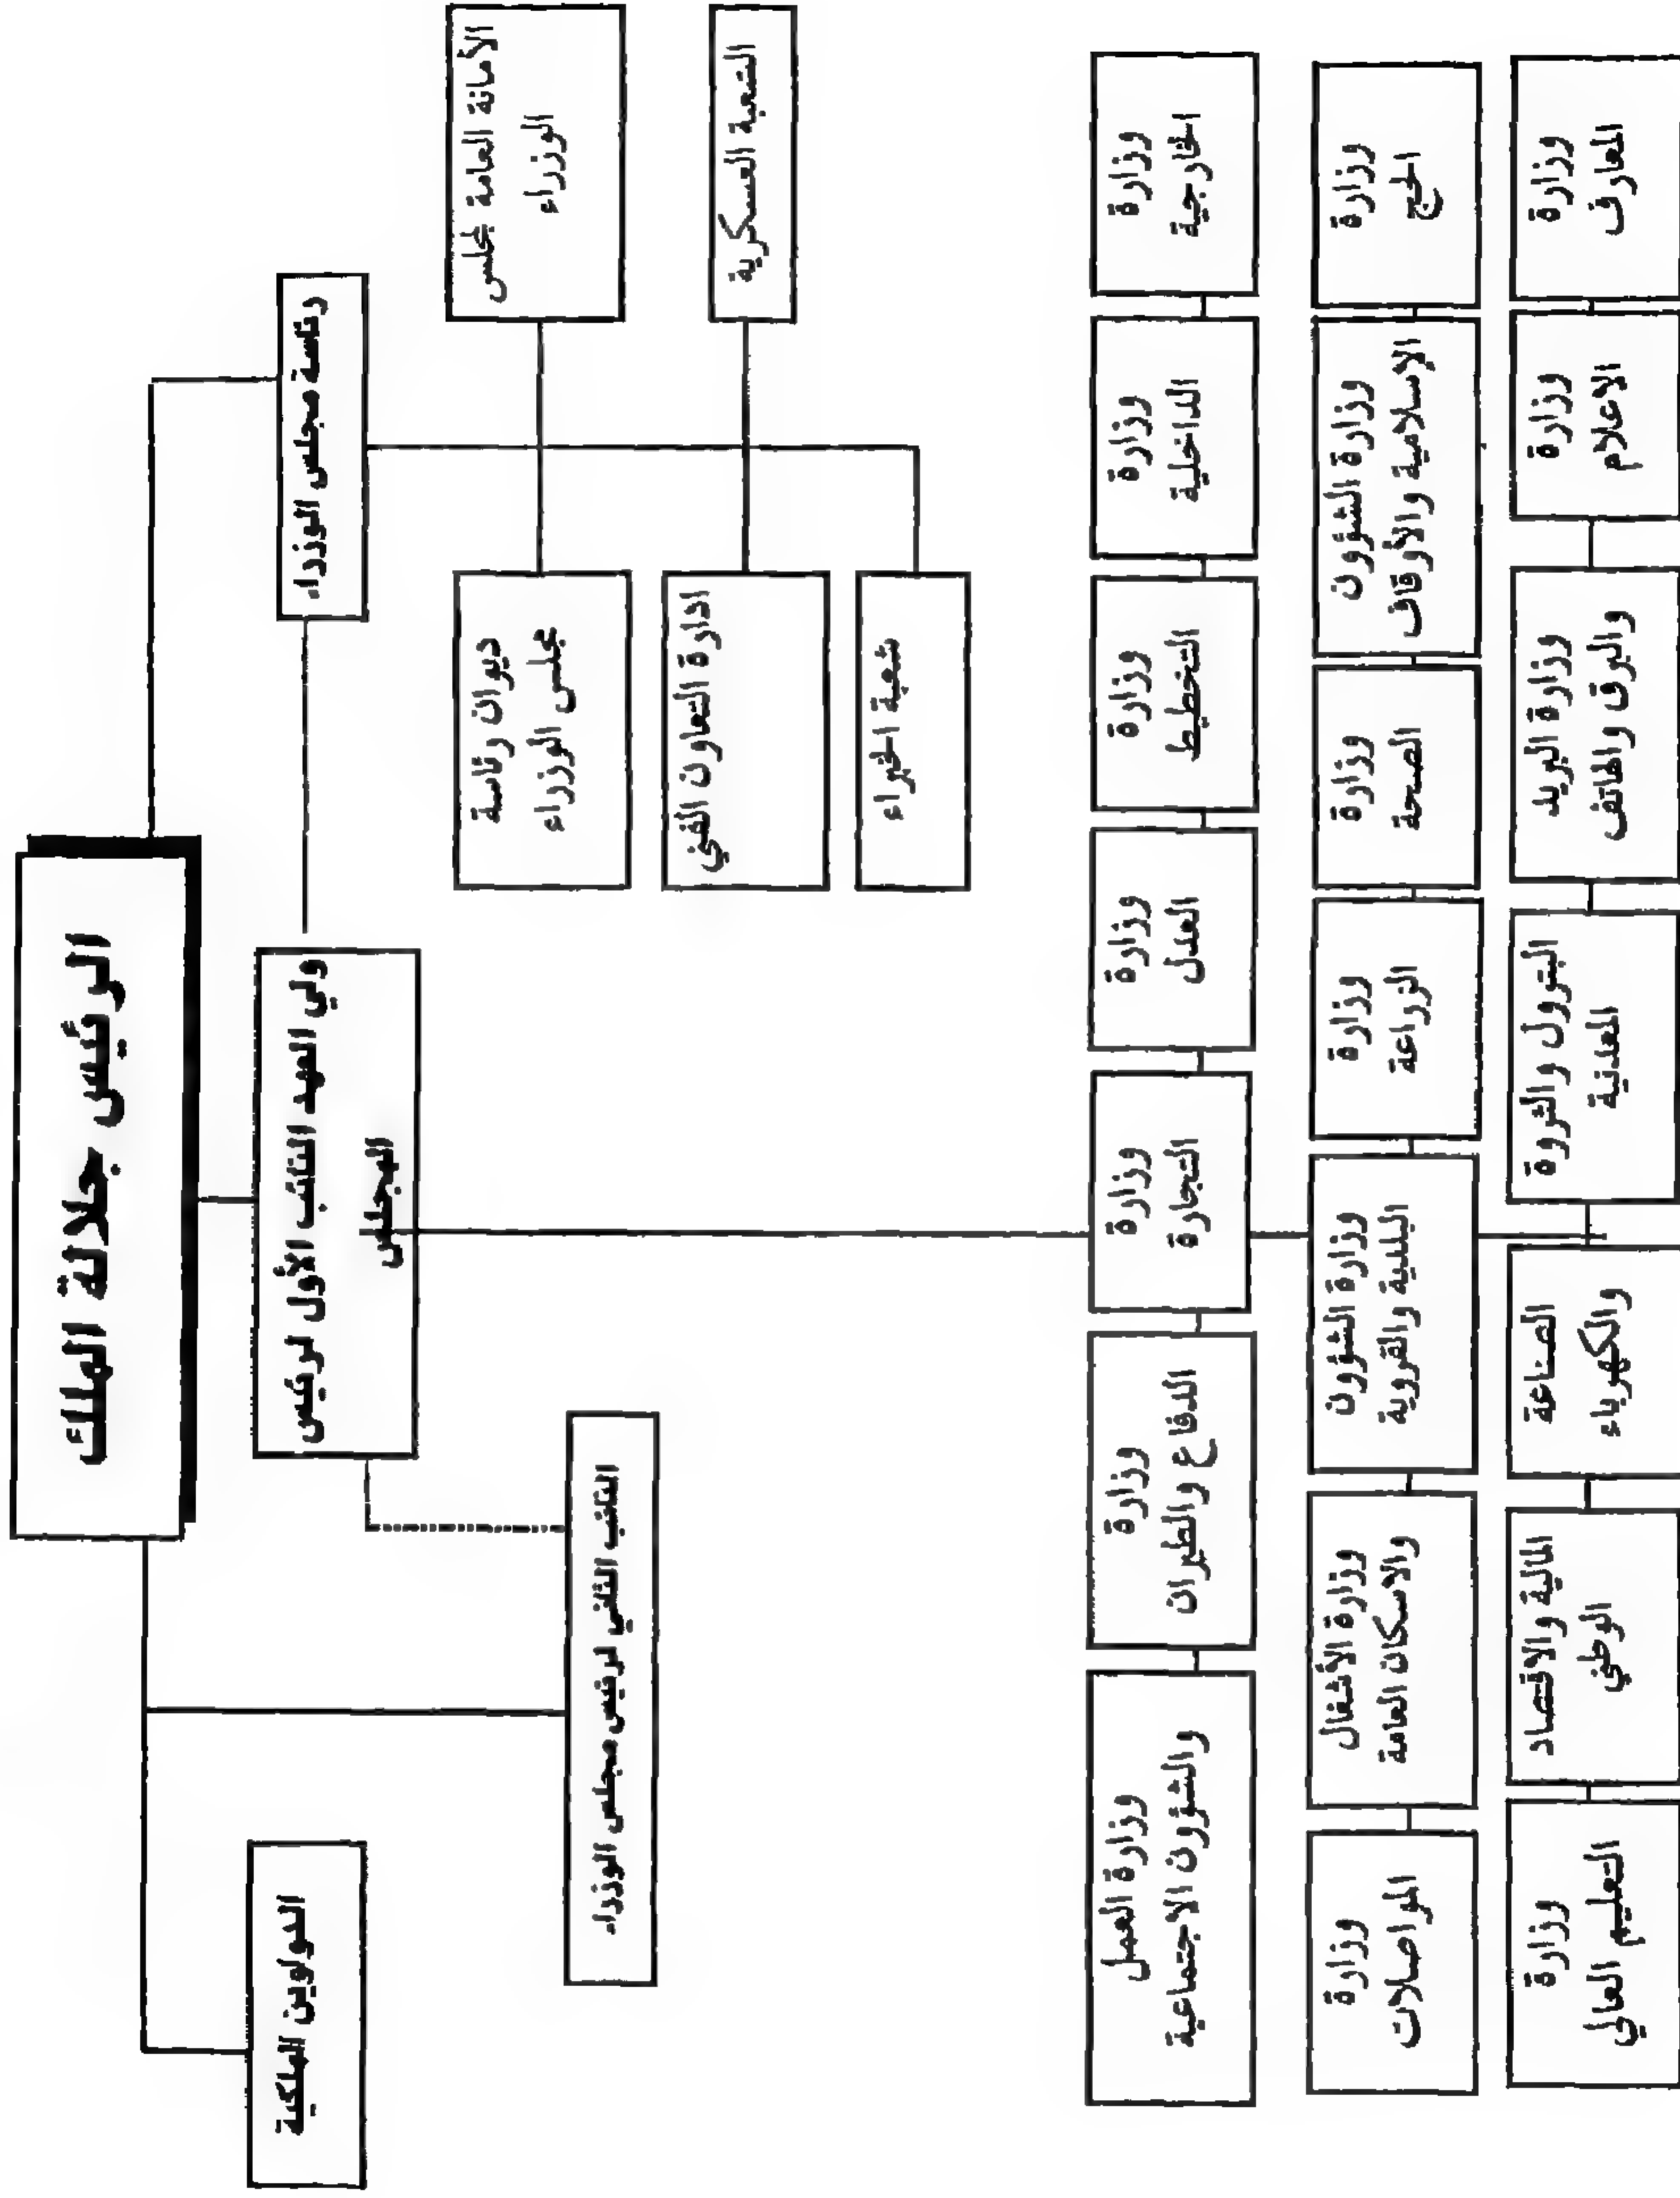 الرئيس جلالة الملك
رئاسة مجلس الوزراء
ولي العهد النائب الأول لرئيس
المجلس
الدواوين الملكية
الأمانة العامة لمجلس
الوزراء
ديوان رئاسة
مجلس الوزراء
النائب الثاني لرئيس مجلس الوزراء
الشعبة العسكرية
ادارة التعاون الفني
شعبة الخبراء
وزارة
الخارجية
وزارة
الداخلية
وزارة
التخطيط
وزارة
العدل
وزارة
التجارة
وزارة
الدفاع والطيران
وزارة العمل
والشؤون الاجتماعية
وزارة
الحج
وزارة الشؤون
الإسلامية والأوقاف
وزارة
الصحة
وزارة
الزراعة
وزارة الشؤون
البلدية والقروية
وزارة الأشغال
والاسكان العامة
وزارة
المواصلات
وزارة
المعارف
وزارة
الاعلام
وزارة البريد
والبرق والهاتف
البترول والثروة
المعدنية
الصناعة
والكهرباء
المالية والاقتصاد
الوطني
وزارة
التعليم العالي